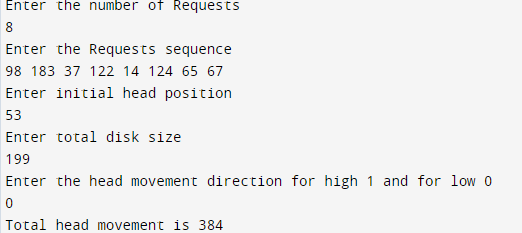 Enter the number of Requests
8
Enter the Requests sequence
98 183 37 122 14 124 65 67
Enter initial head position
53
Enter total disk size
199
Enter the head movement direction for high 1 and for low 0
0
Total head movement is 384